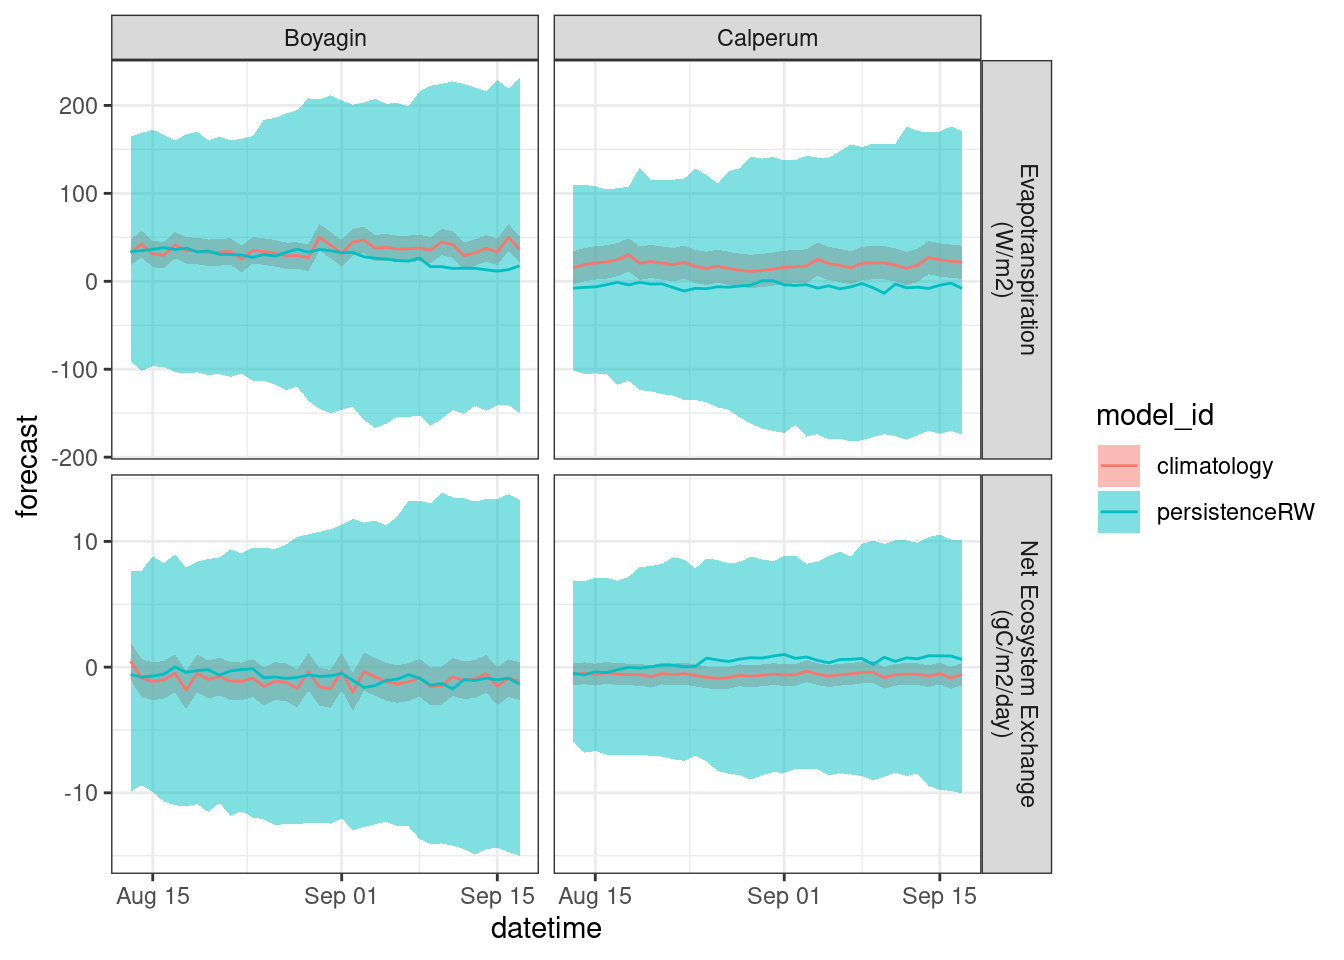 Boyagin
Calperum
200
100
0
-100
-200
Evapotranspiration
(W/m2)
10
0
-10
Net Ecosystem Exchange
(gC/m2/day)
forecast
Aug 15
Sep 01
Sep 15
Aug 15
Sep 01
Sep 15
datetime
model_id
climatology
persistenceRW